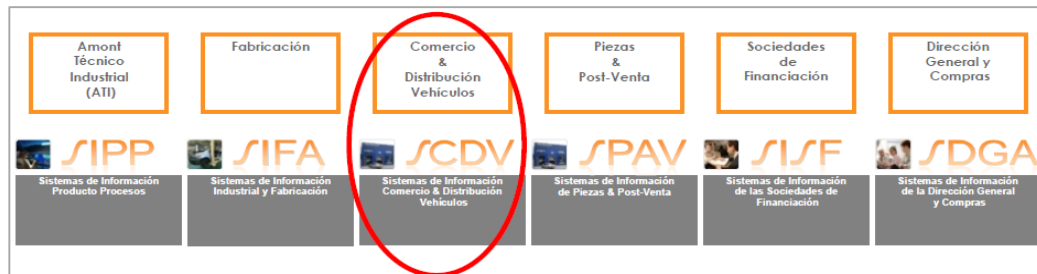 Amont
Técnico
Industrial
(ATI)
Fabricación
Comercio
&
Distribución
Vehículos
Piezas
&
Post-Venta
Sociedades
de
Financiación
Dirección
General y
Compras
SIPP
SIFA
SCDV
SPAV
SISF
SDGA
Sistemas de Información
Producto Procesos
Sistemas de Información
Industrial y Fabricación
Sistemas de Información
Comercio & Distribución
Vehículos
Sistemas de Información
de Piezas & Post-Venta
Sistemas de Información
de las Sociedades de
Financiación
Sistemas de Información
de la Dirección General
y Compras